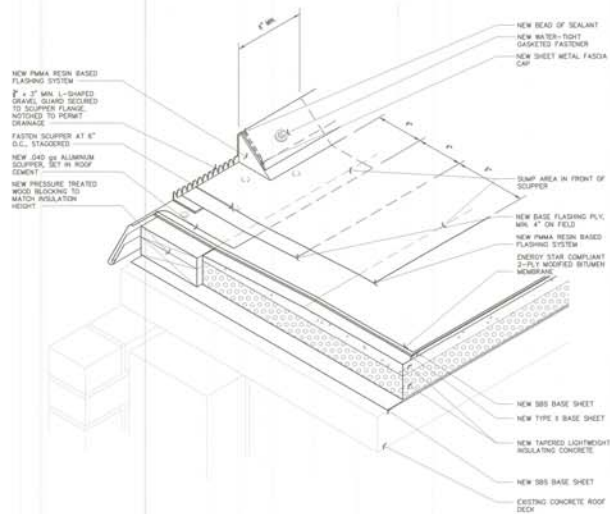 6" MIN.
NEW BEAD OF SEALANT
NEW WATER-TIGHT
GASKETED FASTENER
NEW SHEET METAL FASCIA
CAP
NEW PMMA RESIN BASED
FLASHING SYSTEM
x 3" MIN. L-SHAPED
GRAVEL GUARD SECURED
TO SCUPPER FLANGE,
NOTCHED TO PERMIT
DRAINAGE
FASTEN SCUPPER AT 6"
O.C., STAGGERED
NEW .040 ga ALUMINUM
SCUPPER, SET IN ROOF
CEMENT
NEW PRESSURE TREATED
WOOD BLOCKING TO
MATCH INSULATION
HEIGHT
SUMP AREA IN FRONT OF
SCUPPER
NEW BASE FLASHING PLY,
MIN. 4" ON FIELD
NEW PMMA RESIN BASED
FLASHING SYSTEM
ENERGY STAR COMPLIANT
2-PLY MODIFIED BITUMEN
MEMBRANE
NEW SBS BASE SHEET
NEW TYPE II BASE SHEET
NEW TAPERED LIGHTWEIGHT
INSULATING CONCRETE
NEW SBS BASE SHEET
EXISTING CONCRETE ROOF
DECK